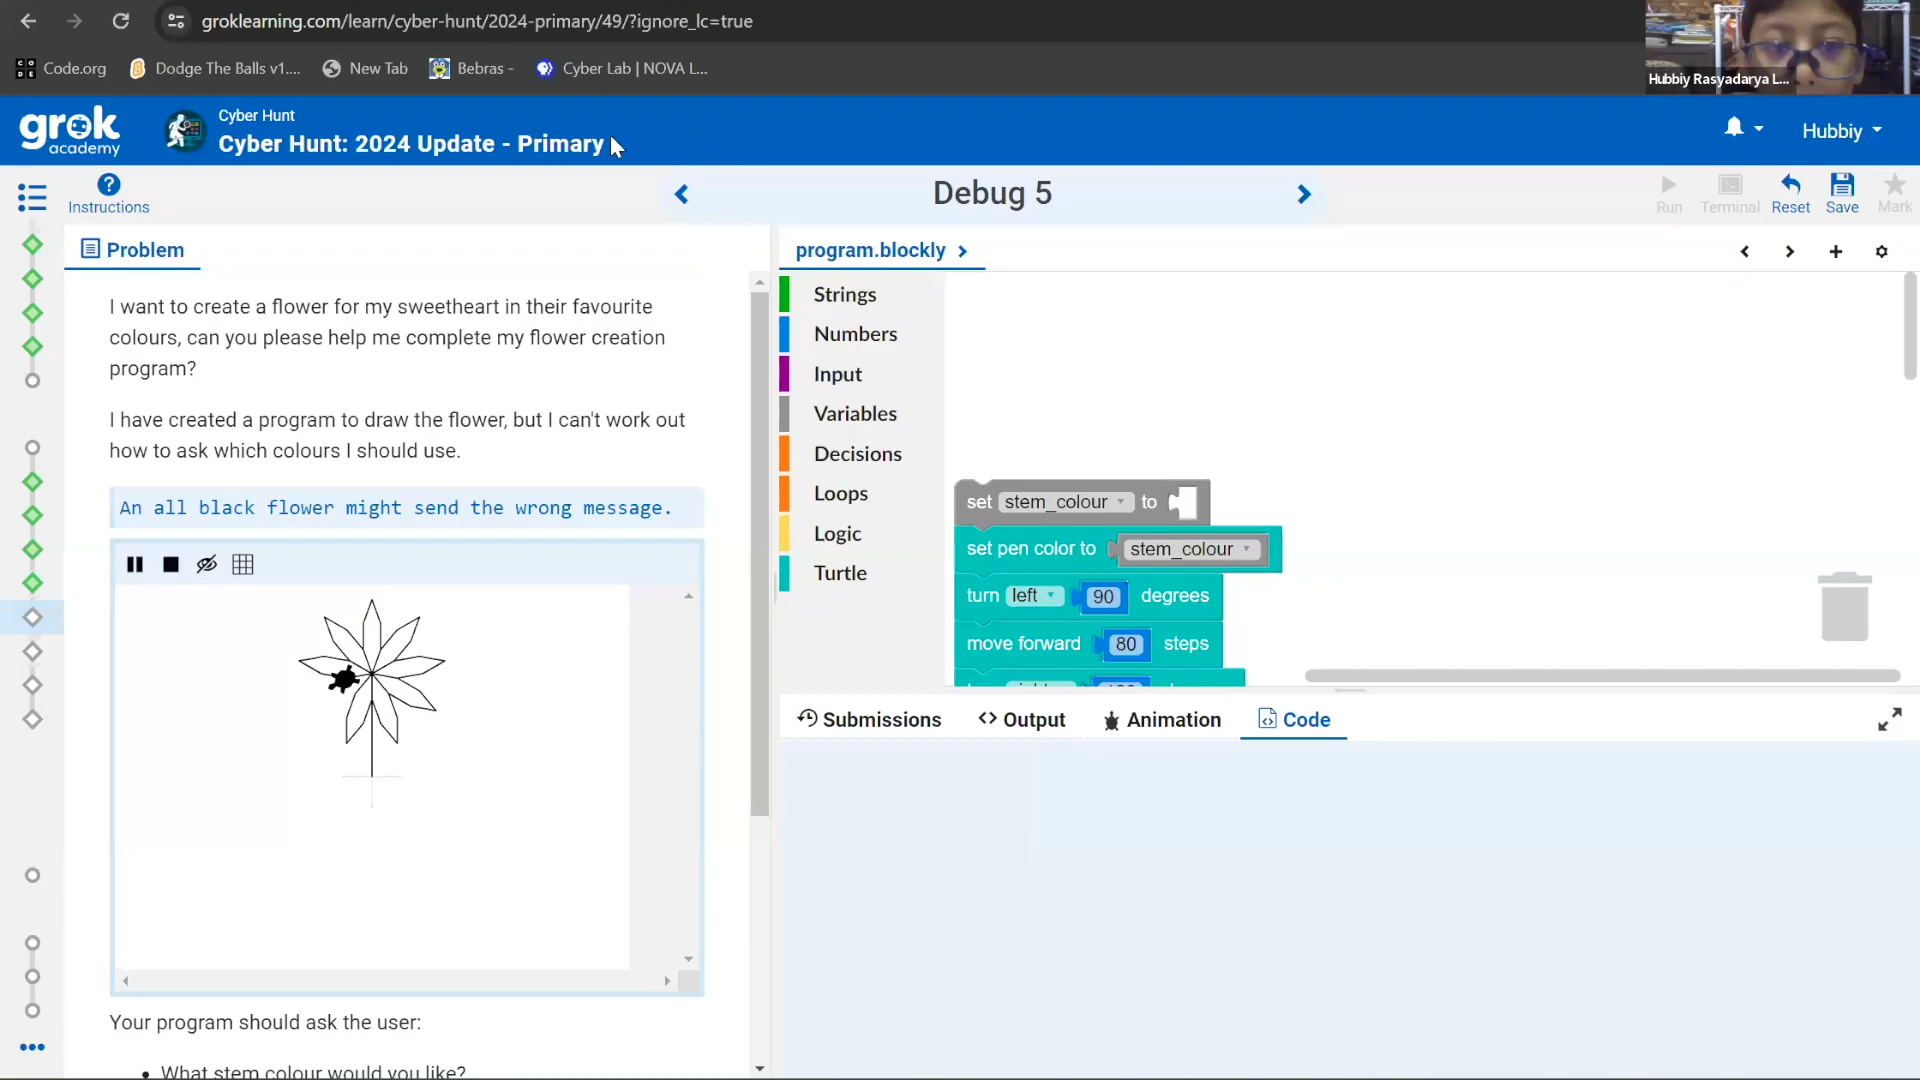 groklearning.com/learn/cyber-hunt/2024-primary/49/?ignore_lc=true
Code.org
Dodge The Balls v1....
New Tab
Bebras -
Cyber Lab | NOVA L...
Hubbiy Rasyadarya L...
grok
academy
Cyber Hunt
Cyber Hunt: 2024 Update - Primary
Hubbiy
Instructions
Debug 5
Run
Terminal
Reset
Save
Mark
Problem
I want to create a flower for my sweetheart in their favourite
colours, can you please help me complete my flower creation
program?
I have created a program to draw the flower, but I can't work out
how to ask which colours I should use.
An all black flower might send the wrong message.
Your program should ask the user:
• What stem colour would you like?
program.blockly
Strings
Numbers
Input
Variables
Decisions
Loops
Logic
Turtle
set stem_colour to
set pen color to stem_colour
turn left 90 degrees
move forward 80 steps
Submissions
Output
Animation
Code